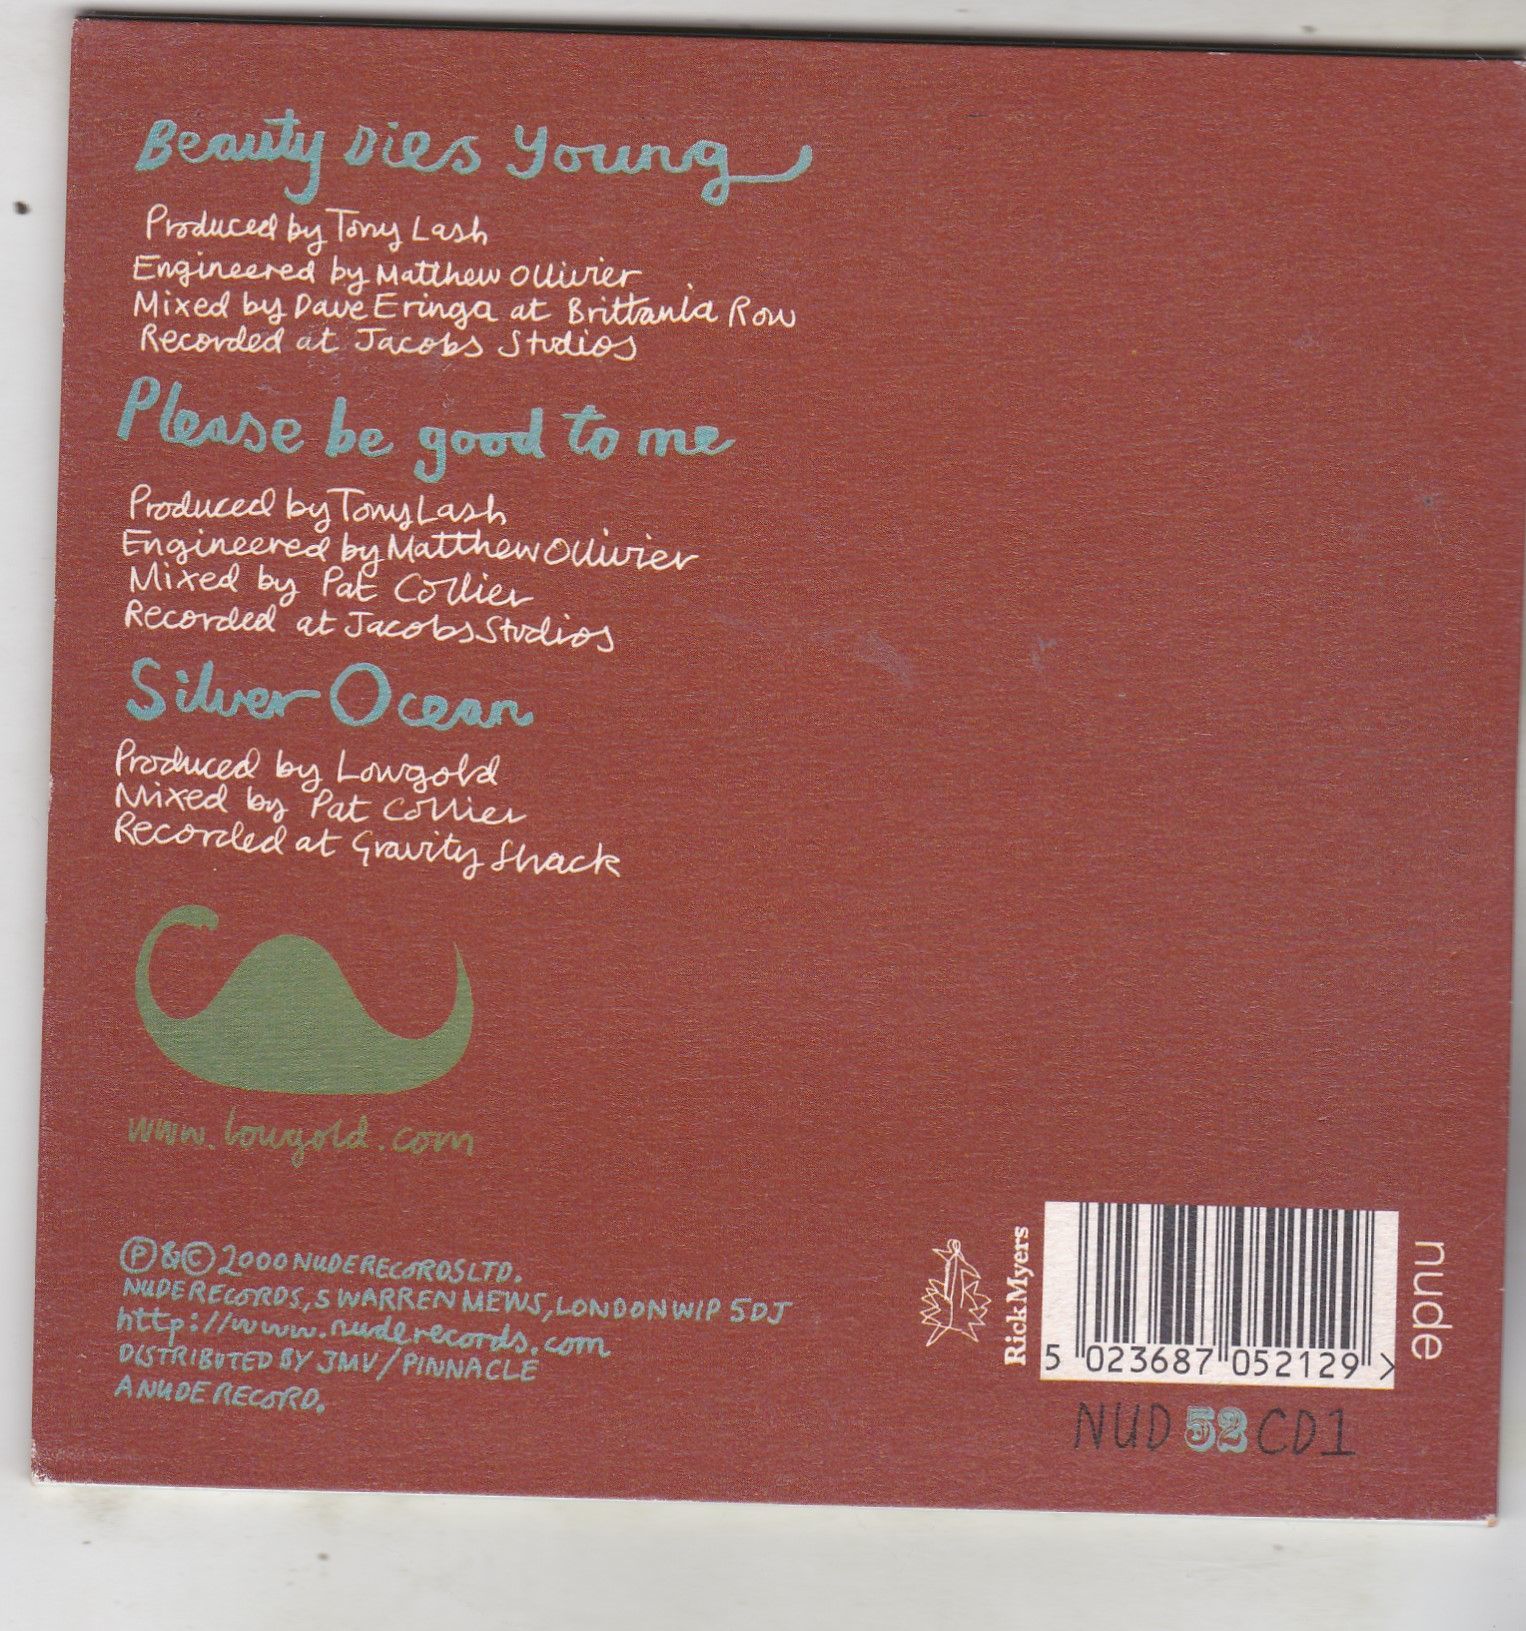 Beauty Dies Young
Produced by Tony Lash
Engineered by Matthew Ollivier
Mixed by Dave Eringa at Brittania Row
Recorded at Jacobs Studios
Please be good to me
Produced by Tony Lash
Engineered by Matthew Ollivier
Mixed by Pat Collier
Recorded at Jacobs Studios
Silver Ocean
Produced by Lowgold
Mixed by Pat Collier
Recorded at Gravity Shack
www.lowgold.com
Ⓟ & © 2000 NUDE RECORDS LTD.
NUDE RECORDS, 5 WARREN MEWS, LONDON W1P 5DJ
http://www.nuderecords.com
DISTRIBUTED BY JMV/PINNACLE
A NUDE RECORD.
Rick Myers
5 023687 052129 >
nude
NUD 52 CD1